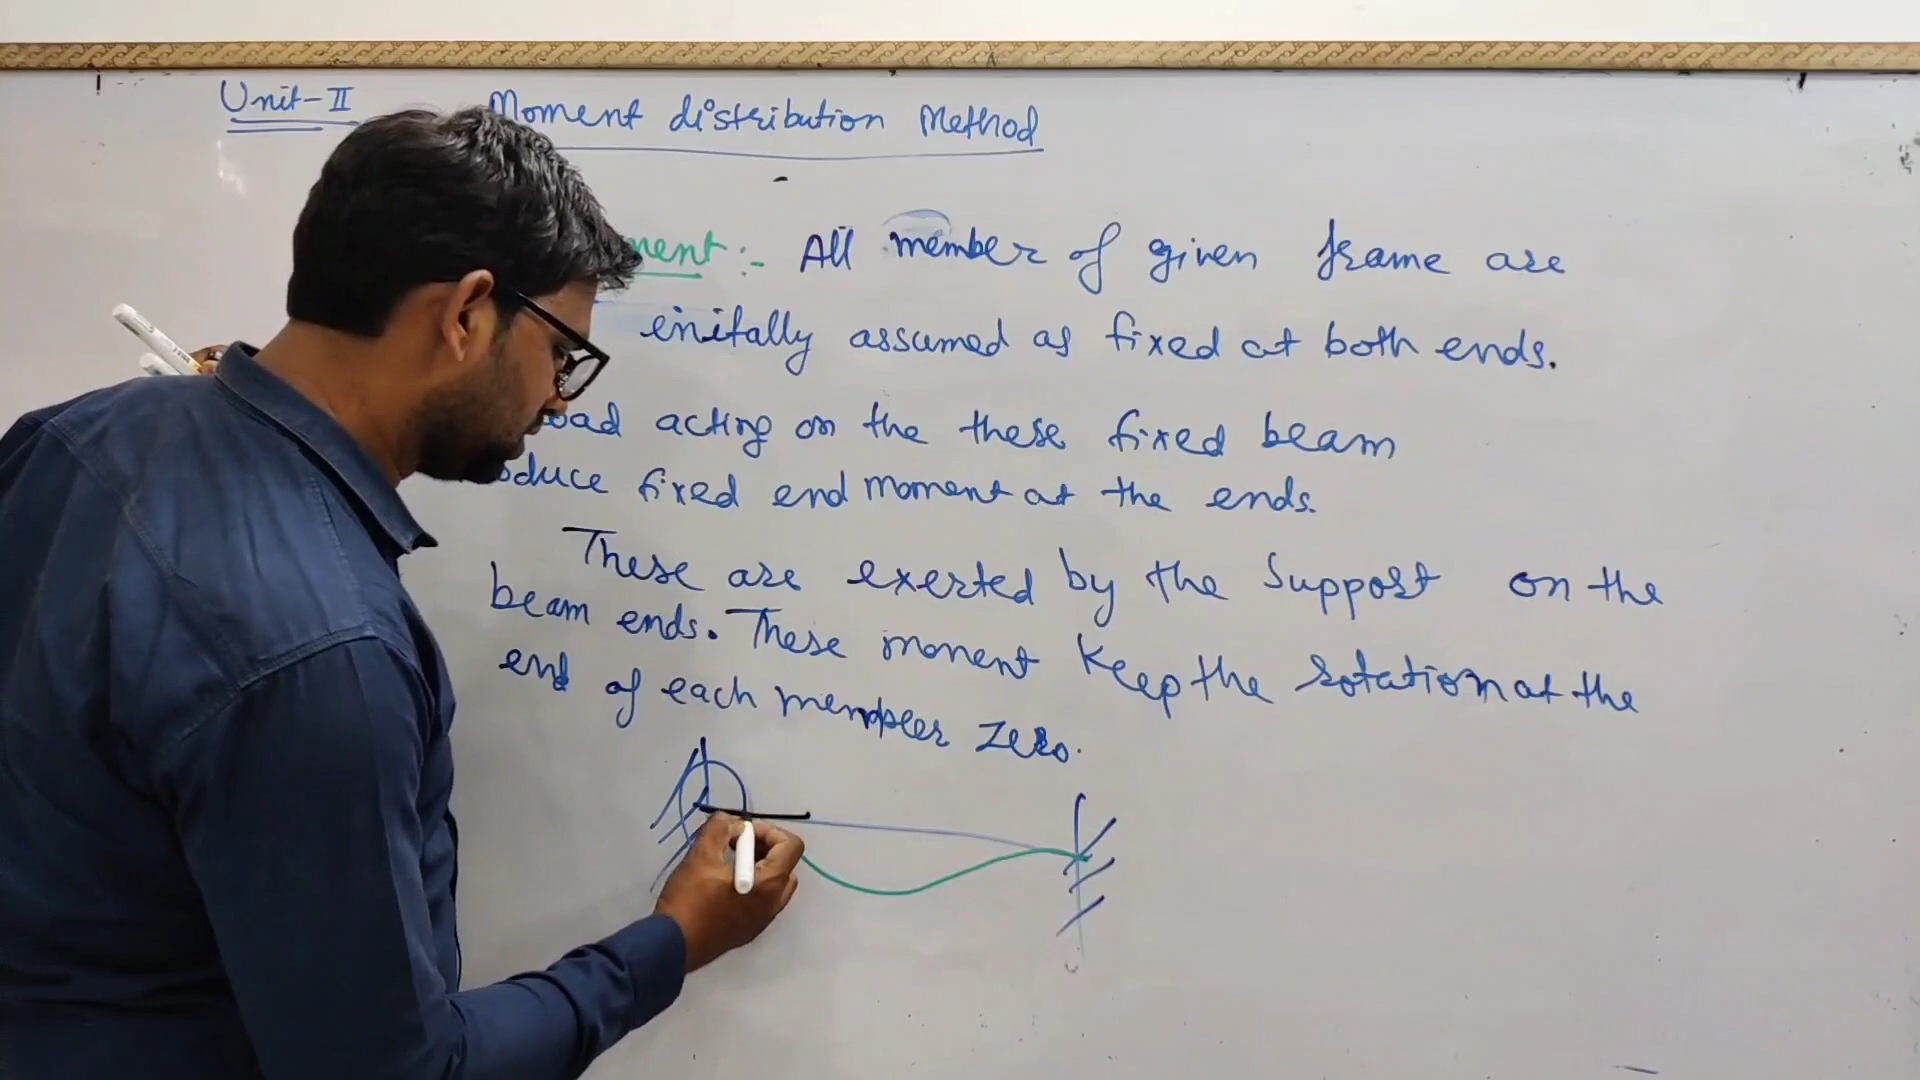 Unit-II Moment distribution Method
ment :- All member of given frame are
enitally assumed as fixed at both ends.
oad acting on the these fixed beam
oduce fixed end moment at the ends.
These are exerted by the support on the
beam ends. These moment keep the rotation at the
end of each member zero.